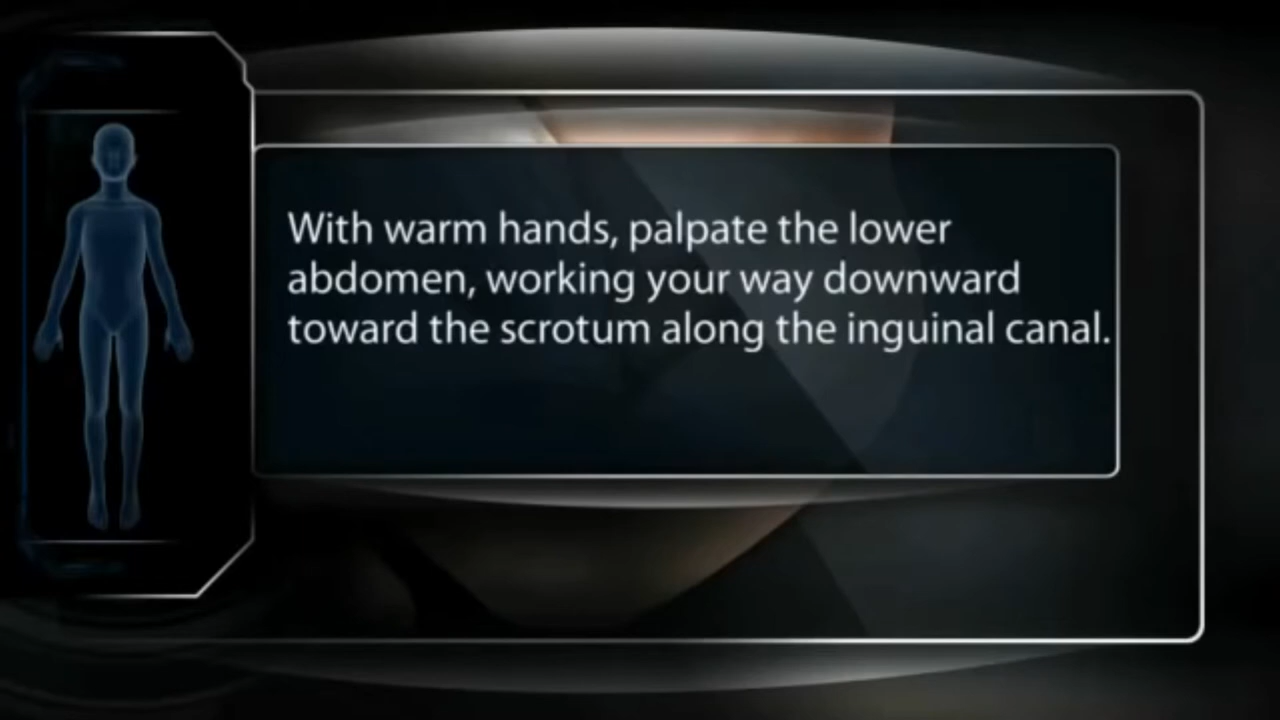 With warm hands, palpate the lower
abdomen, working your way downward
toward the scrotum along the inguinal canal.